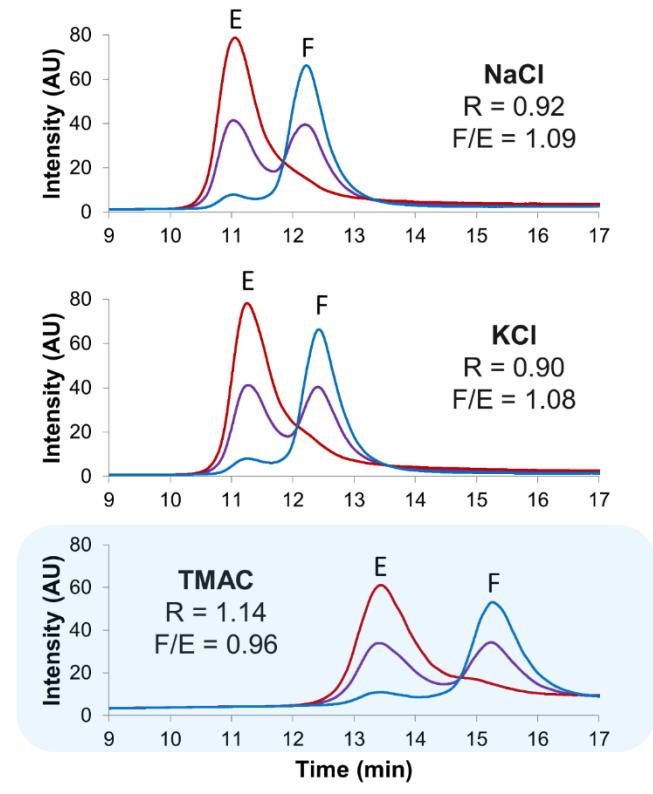 E
F
80
60
40
20
0
Intensity (AU)
NaCl
R = 0.92
F/E = 1.09
9 10 11 12 13 14 15 16 17
E
F
80
60
40
20
0
Intensity (AU)
KCl
R = 0.90
F/E = 1.08
9 10 11 12 13 14 15 16 17
80
60
40
20
0
Intensity (AU)
TMAC
R = 1.14
F/E = 0.96
E
F
9 10 11 12 13 14 15 16 17
Time (min)